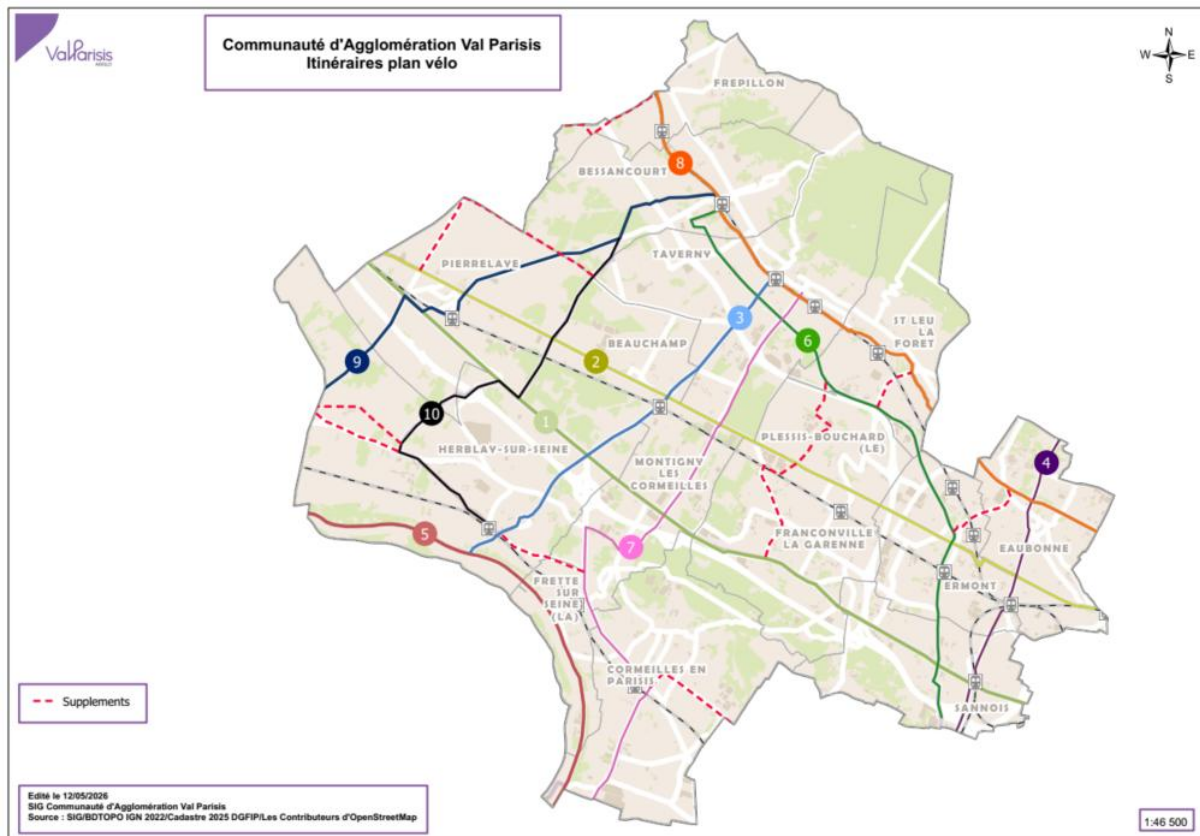 ValParisis
AGGLO
Communauté d'Agglomération Val Parisis
Itinéraires plan vélo
N
W E
S
FREPILLON
8
BESSANCOURT
TAVERNY
PIERRELAYE
3
ST LEU
LA
FORET
6
BEAUCHAMP
2
9
10
1
HERBLAY-SUR-SEINE
PLESSIS-BOUCHARD
(LE)
4
MONTIGNY
LES
CORMEILLES
5
7
FRANCONVILLE
LA GARENNE
EAUBONNE
FRETTE
SUR
SEINE
(LA)
ERMONT
CORMEILLES EN
PARISIS
SANNOIS
Supplements
Edité le 12/05/2026
SIG Communauté d'Agglomération Val Parisis
Source : SIG/BDTOPO IGN 2022/Cadastre 2025 DGFIP/Les Contributeurs d'OpenStreetMap
1:46 500